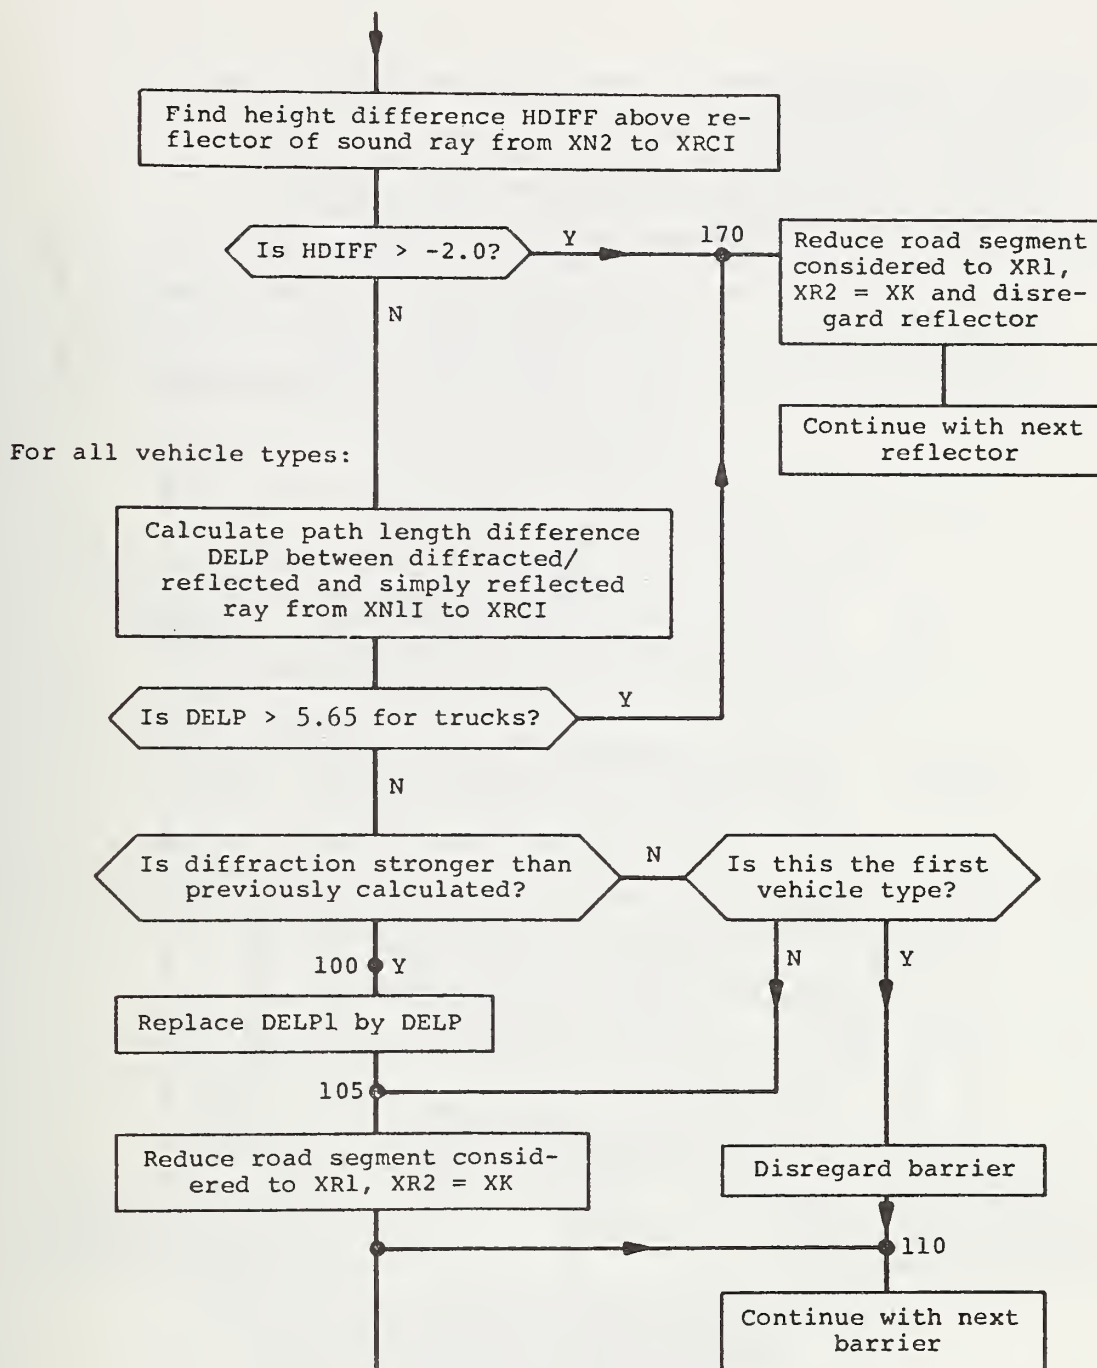 Find height difference HDIFF above re-
flector of sound ray from XN2 to XRCI
Is HDIFF > -2.0?
Y
170
Reduce road segment
considered to XR1,
XR2 = XK and disre-
gard reflector
N
Continue with next
reflector
For all vehicle types:
Calculate path length difference
DELP between diffracted/
reflected and simply reflected
ray from XN1I to XRCI
Is DELP > 5.65 for trucks?
Y
N
Is diffraction stronger than
previously calculated?
N
Is this the first
vehicle type?
100
Y
N
Y
Replace DELP1 by DELP
105
Reduce road segment consid-
ered to XR1, XR2 = XK
Disregard barrier
110
Continue with next
barrier